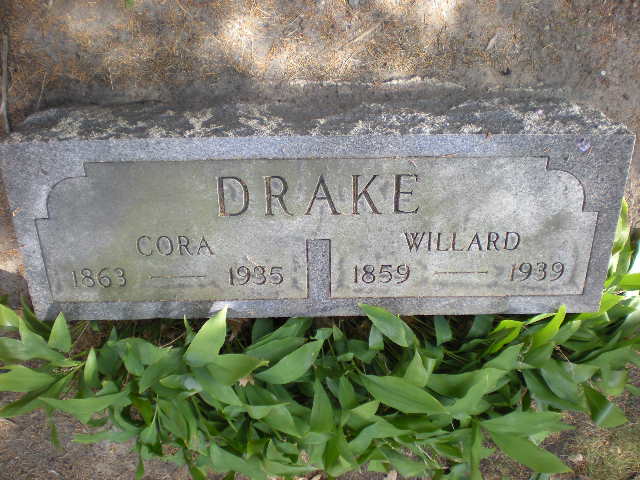 DRAKE
CORA WILLARD
1863 — 1935 1859 — 1939